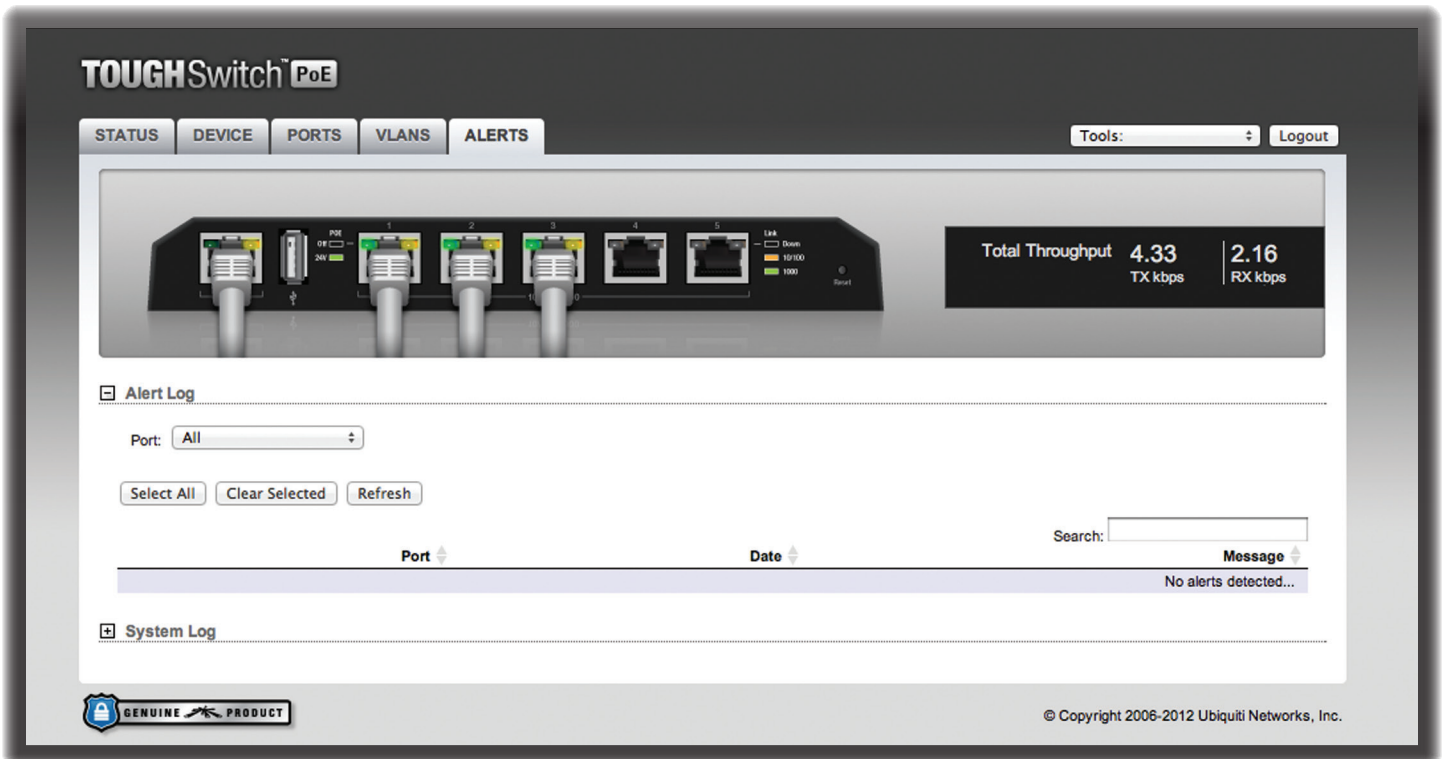 TOUGHSwitch™ PoE
STATUS DEVICE PORTS VLANS ALERTS
Tools: Logout
1 2 3 4 5
POE
Off
24V
Link
Down
10/100
1000
Reset
Total Throughput 4.33 2.16
TX kbps RX kbps
Alert Log
Port: All
Select All Clear Selected Refresh
Search:
Port Date Message
No alerts detected...
System Log
GENUINE PRODUCT
© Copyright 2006-2012 Ubiquiti Networks, Inc.